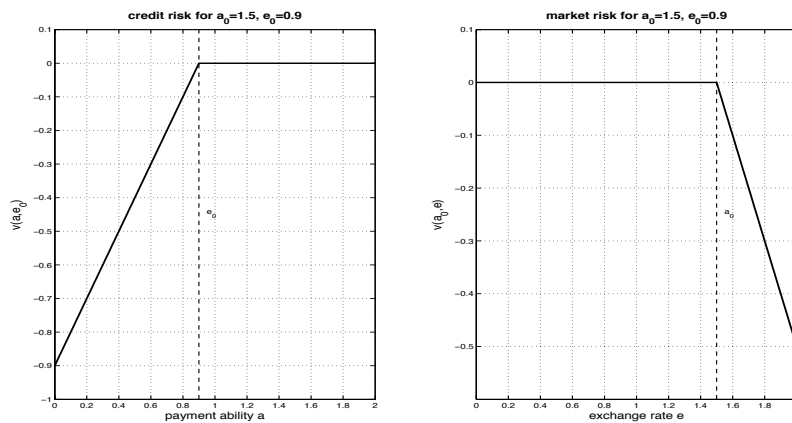 credit risk for a₀=1.5, e₀=0.9
0.1
0
−0.1
−0.2
−0.3
−0.4
−0.5
−0.6
−0.7
−0.8
−0.9
−1
v(a,e₀)
e₀
0 0.2 0.4 0.6 0.8 1 1.2 1.4 1.6 1.8 2
payment ability a
market risk for a₀=1.5, e₀=0.9
0.1
0
−0.1
−0.2
−0.3
−0.4
−0.5
v(a₀,e)
a₀
0 0.2 0.4 0.6 0.8 1 1.2 1.4 1.6 1.8
exchange rate e